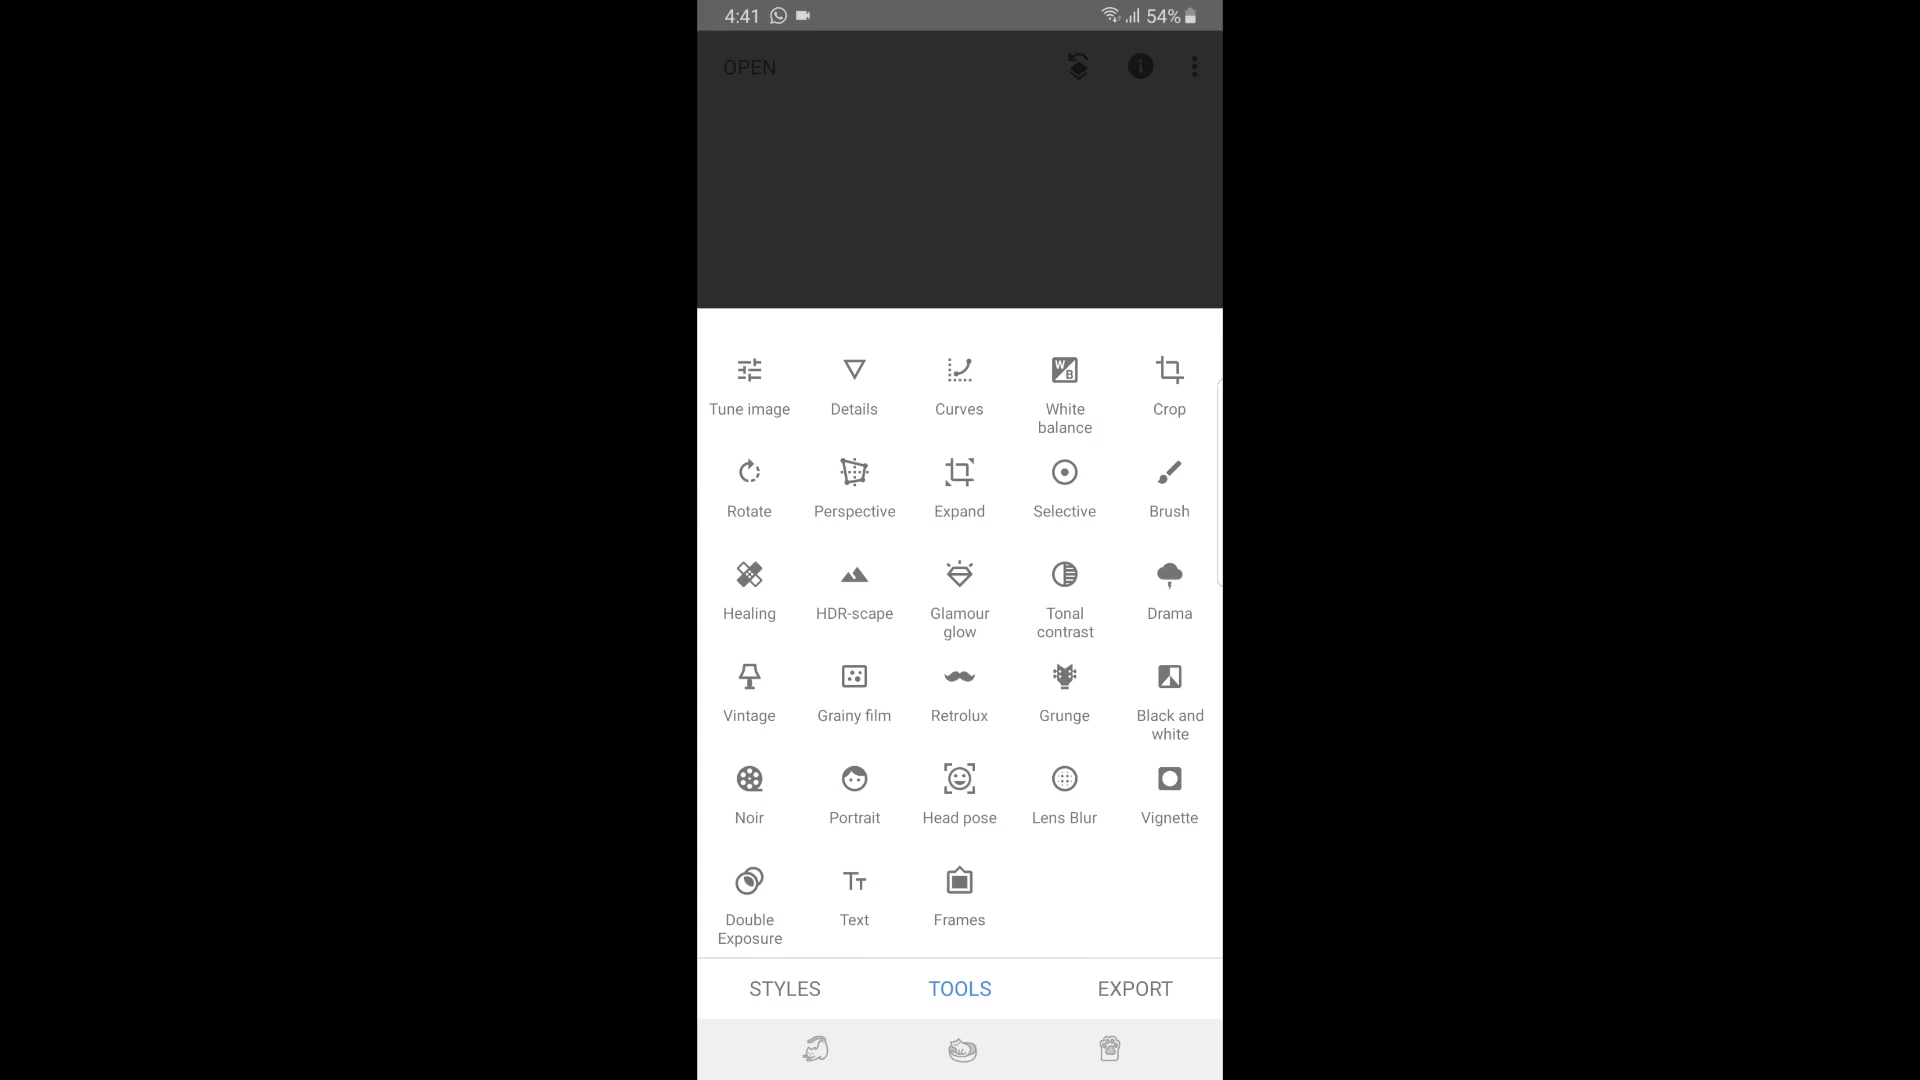 4:41 54%
OPEN
Tune image Details Curves White balance Crop
Rotate Perspective Expand Selective Brush
Healing HDR-scape Glamour glow Tonal contrast Drama
Vintage Grainy film Retrolux Grunge Black and white
Noir Portrait Head pose Lens Blur Vignette
Double Exposure Text Frames
STYLES TOOLS EXPORT